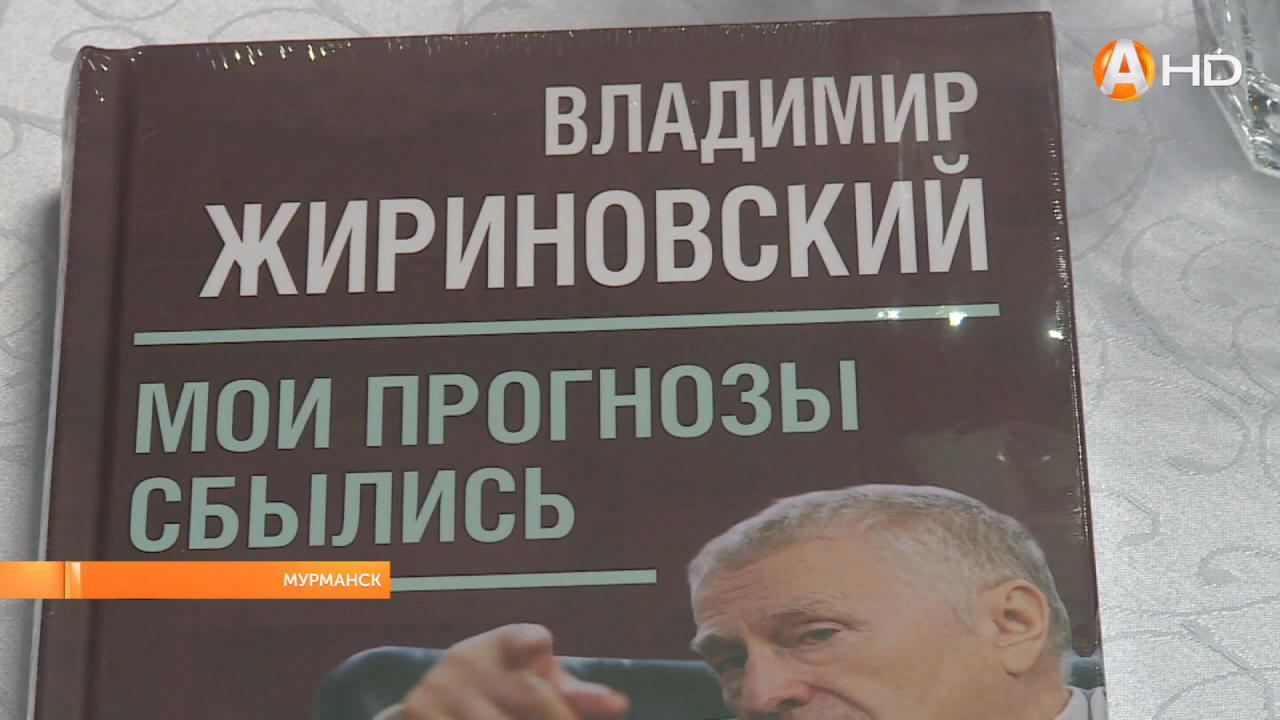 A HD
ВЛАДИМИР
ЖИРИНОВСКИЙ
МОИ ПРОГНОЗЫ
СБЫЛИСЬ
МУРМАНСК